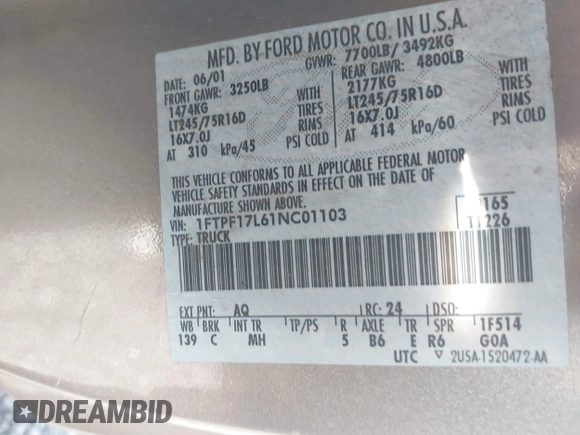 MFD. BY FORD MOTOR CO. IN U.S.A.
DATE: 06/01 GVWR: 7700LB/ 3492KG
FRONT GAWR: 3250LB REAR GAWR: 4800LB
1474KG WITH 2177KG WITH
LT245/75R16D TIRES LT245/75R16D TIRES
16X7.0J RIMS 16X7.0J RIMS
AT 310 kPa/45 PSI COLD AT 414 kPa/60 PSI COLD
THIS VEHICLE CONFORMS TO ALL APPLICABLE FEDERAL MOTOR
VEHICLE SAFETY STANDARDS IN EFFECT ON THE DATE OF
MANUFACTURE SHOWN ABOVE.
VIN: 1FTPF17L61NC01103
TYPE: TRUCK 11226
EXT PNT: AQ RC: 24 DSO:
WB BRK INT TR TP/PS R AXLE TR SPR 1F514
139 C MH 5 B6 E R6 GOA
UTC 2U5A-1520472-AA
DREAMBID